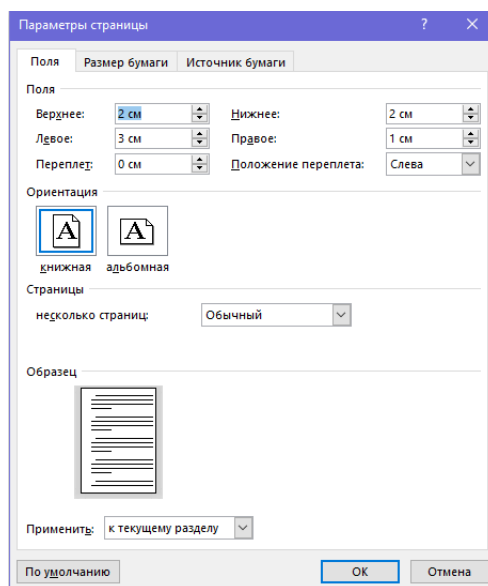 Параметры страницы ? ×
Поля Размер бумаги Источник бумаги
Поля
Верхнее: 2 см Нижнее: 2 см
Левое: 3 см Правое: 1 см
Переплет: 0 см Положение переплета: Слева
Ориентация
A A
книжная альбомная
Страницы
несколько страниц: Обычный
Образец
Применить: к текущему разделу
По умолчанию ОК Отмена